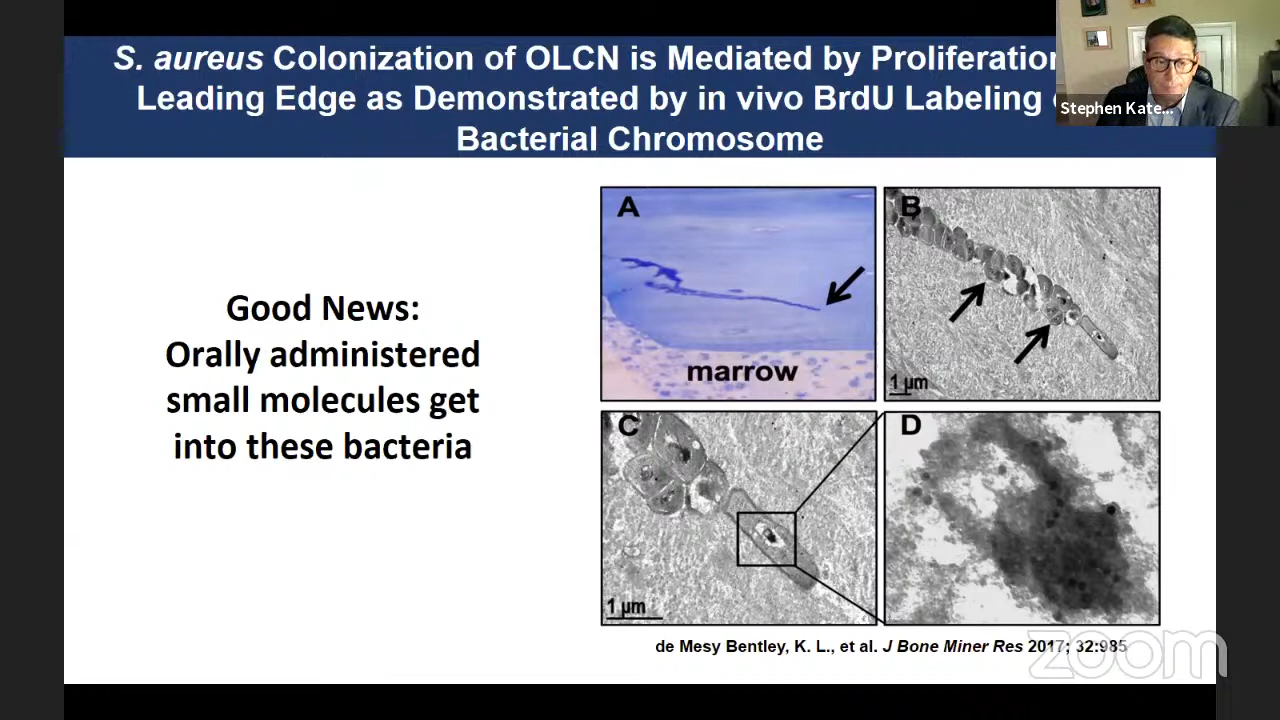 S. aureus Colonization of OLCN is Mediated by Proliferation
Leading Edge as Demonstrated by in vivo BrdU Labeling
Bacterial Chromosome
Stephen Kate...
Good News:
Orally administered
small molecules get
into these bacteria
A
marrow
B
1 µm
C
1 µm
D
de Mesy Bentley, K. L., et al. J Bone Miner Res 2017; 32:985
zoom